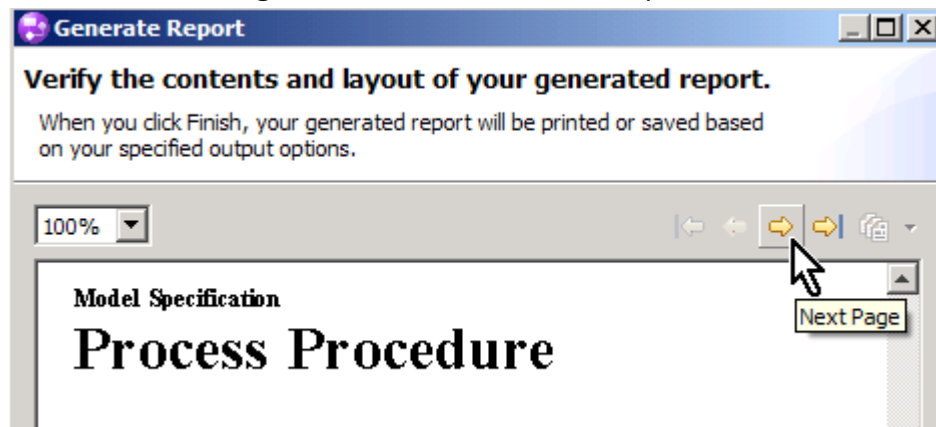 Generate Report
Verify the contents and layout of your generated report.
When you click Finish, your generated report will be printed or saved based
on your specified output options.
100%
Next Page
Model Specification
Process Procedure